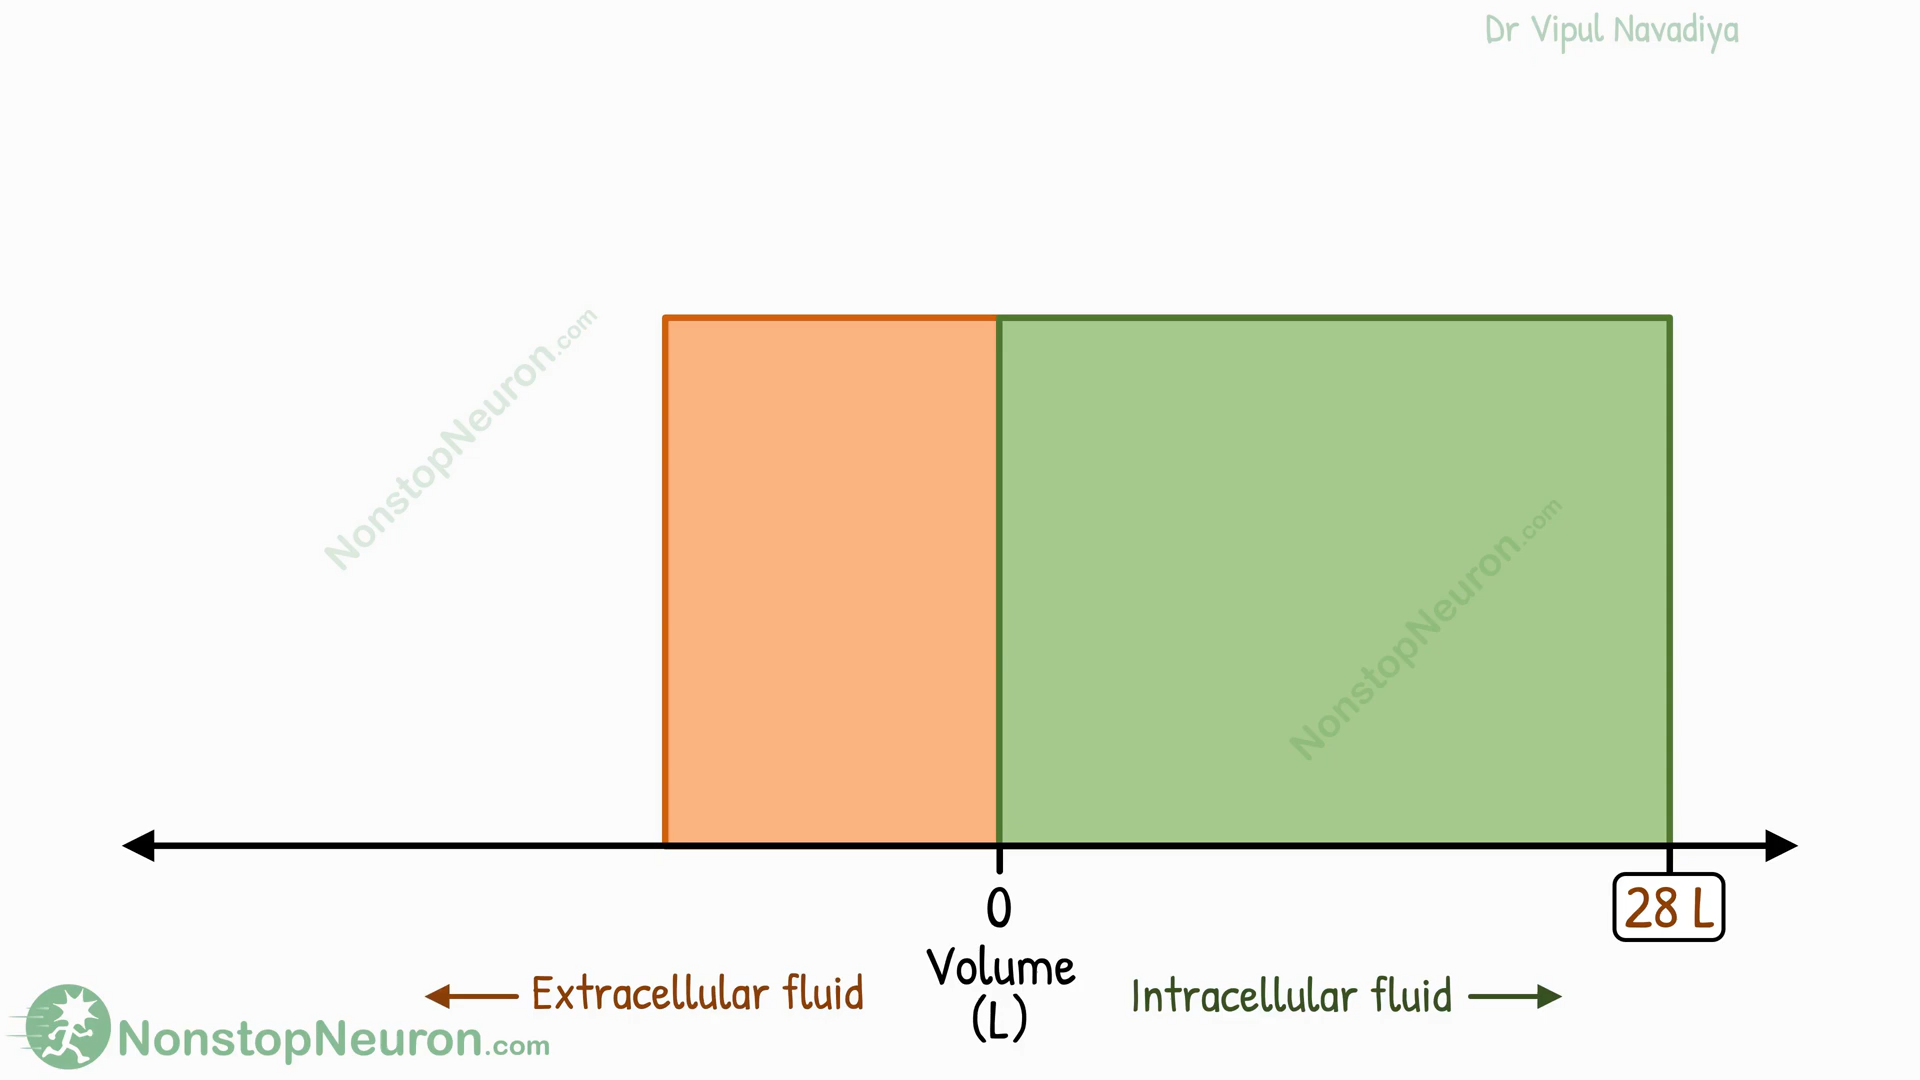 Dr Vipul Navadiya
NonstopNeuron.com
NonstopNeuron.com
0
28 L
Volume
(L)
Extracellular fluid
Intracellular fluid
NonstopNeuron.com